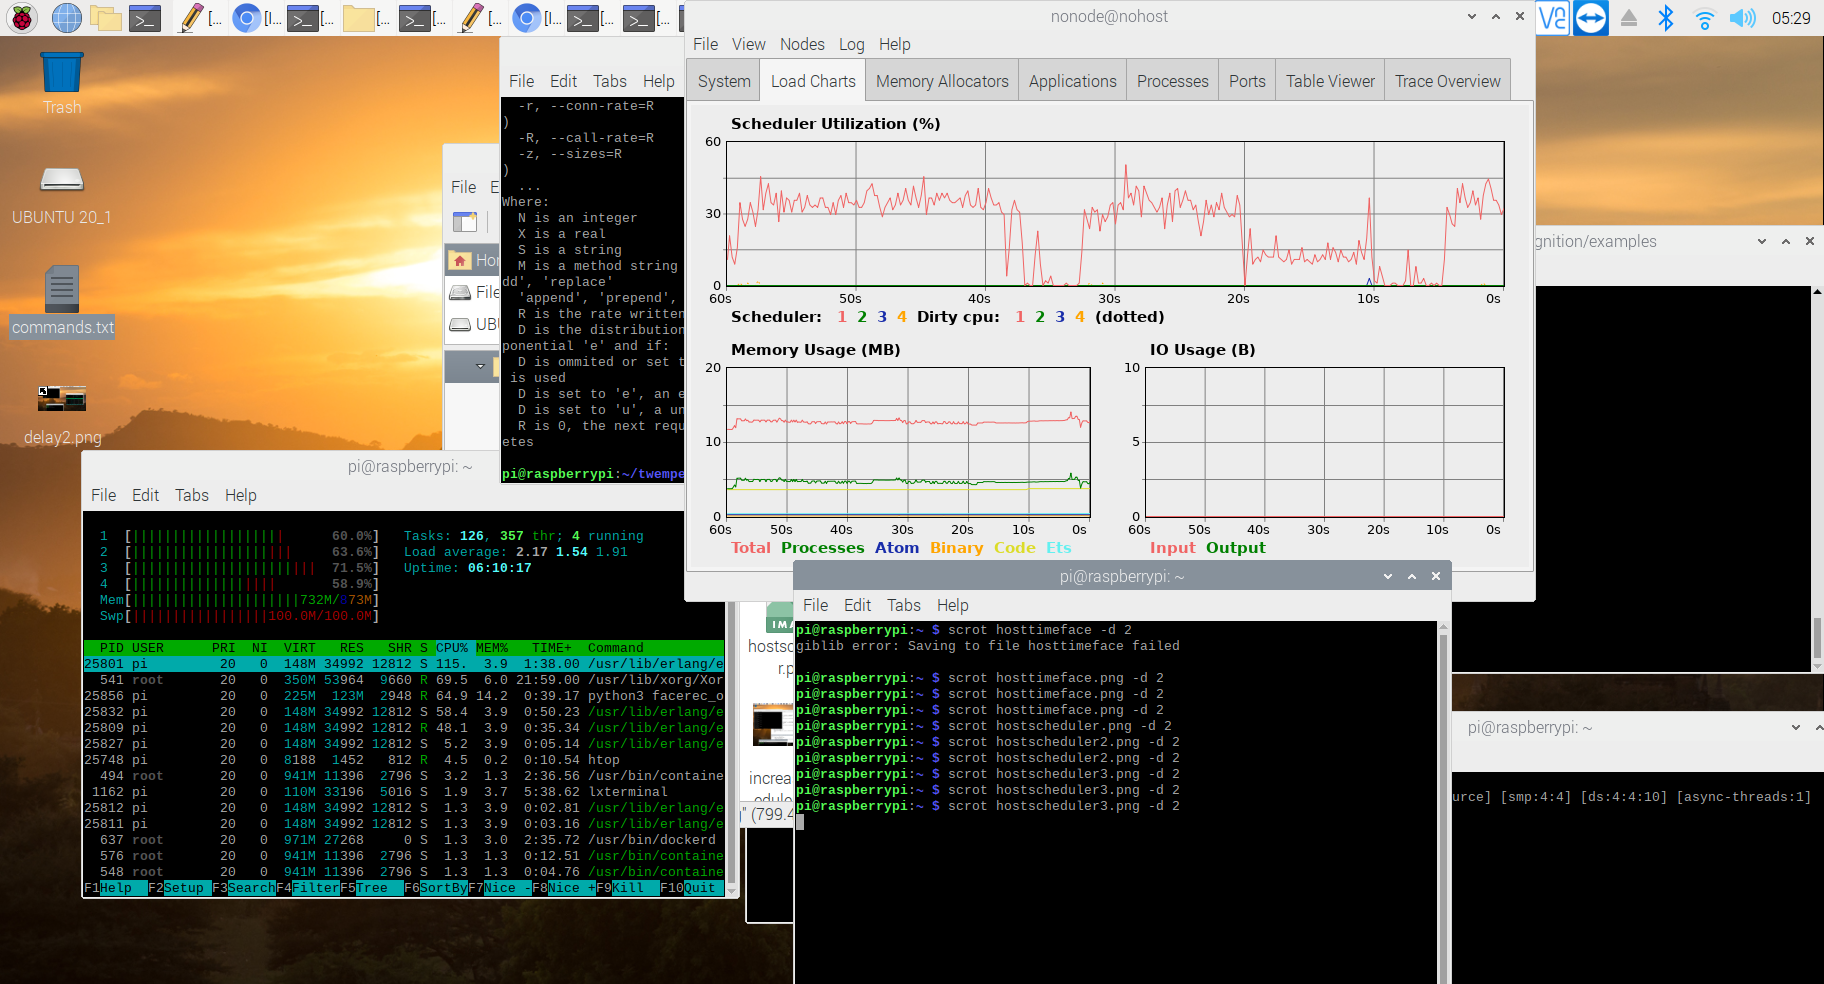 [...
[I...
[...
[...
[...
[...
[I...
[...
[...
05:29
Trash
UBUNTU 20_1
commands.txt
delay2.png
File
Hom
File
UBU
File Edit Tabs Help
-r, --conn-rate=R
)
-R, --call-rate=R
-z, --sizes=R
)
...
Where:
N is an integer
X is a real
S is a string
M is a method string
dd', 'replace'
'append', 'prepend',
R is the rate written
D is the distribution
ponential 'e' and if:
D is ommited or set t
is used
D is set to 'e', an e
D is set to 'u', a un
R is 0, the next requ
etes
pi@raspberrypi:~/twempe
nonode@nohost
File View Nodes Log Help
System Load Charts Memory Allocators Applications Processes Ports Table Viewer Trace Overview
Scheduler Utilization (%)
60
30
0
60s 50s 40s 30s 20s 10s 0s
Scheduler: 1 2 3 4 Dirty cpu: 1 2 3 4 (dotted)
Memory Usage (MB)
20
10
0
60s 50s 40s 30s 20s 10s 0s
Total Processes Atom Binary Code Ets
IO Usage (B)
10
5
0
60s 50s 40s 30s 20s 10s 0s
Input Output
gnition/examples
pi@raspberrypi: ~
File Edit Tabs Help
1 [||||||||||||||||||| 60.0%] Tasks: 126, 357 thr; 4 running
2 [|||||||||||||||||||| 63.6%] Load average: 2.17 1.54 1.91
3 [||||||||||||||||||||||| 71.5%] Uptime: 06:10:17
4 [|||||||||||||||||| 58.9%]
Mem[|||||||||||||||||||||732M/873M]
Swp[|||||||||||||||||100.0M/100.0M]
PID USER PRI NI VIRT RES SHR S CPU% MEM% TIME+ Command
25801 pi 20 0 148M 34992 12812 S 115. 3.9 1:38.00 /usr/lib/erlang/e
541 root 20 0 350M 53964 9660 R 69.5 6.0 21:59.00 /usr/lib/xorg/Xor
25856 pi 20 0 225M 123M 2948 R 64.9 14.2 0:39.17 python3 facerec_o
25832 pi 20 0 148M 34992 12812 S 58.4 3.9 0:50.23 /usr/lib/erlang/e
25809 pi 20 0 148M 34992 12812 R 48.1 3.9 0:35.34 /usr/lib/erlang/e
25827 pi 20 0 148M 34992 12812 S 5.2 3.9 0:05.14 /usr/lib/erlang/e
25748 pi 20 0 8188 1452 812 R 4.5 0.2 0:10.54 htop
494 root 20 0 941M 11396 2796 S 3.2 1.3 2:36.56 /usr/bin/containe
1162 pi 20 0 110M 33196 5016 S 1.9 3.7 5:38.62 lxterminal
25812 pi 20 0 148M 34992 12812 S 1.3 3.9 0:02.81 /usr/lib/erlang/e
25811 pi 20 0 148M 34992 12812 S 1.3 3.9 0:03.16 /usr/lib/erlang/e
637 root 20 0 971M 27268 0 S 1.3 3.0 2:35.72 /usr/bin/dockerd
576 root 20 0 941M 11396 2796 S 1.3 1.3 0:12.51 /usr/bin/containe
548 root 20 0 941M 11396 2796 S 1.3 1.3 0:04.76 /usr/bin/containe
F1Help F2Setup F3SearchF4FilterF5Tree F6SortByF7Nice -F8Nice +F9Kill F10Quit
hostsc
r.p
increa
" (799.4
pi@raspberrypi: ~
File Edit Tabs Help
pi@raspberrypi:~ $ scrot hosttimeface -d 2
giblib error: Saving to file hosttimeface failed
pi@raspberrypi:~ $ scrot hosttimeface.png -d 2
pi@raspberrypi:~ $ scrot hosttimeface.png -d 2
pi@raspberrypi:~ $ scrot hosttimeface.png -d 2
pi@raspberrypi:~ $ scrot hostscheduler.png -d 2
pi@raspberrypi:~ $ scrot hostscheduler2.png -d 2
pi@raspberrypi:~ $ scrot hostscheduler2.png -d 2
pi@raspberrypi:~ $ scrot hostscheduler3.png -d 2
pi@raspberrypi:~ $ scrot hostscheduler3.png -d 2
pi@raspberrypi:~ $ scrot hostscheduler3.png -d 2
pi@raspberrypi: ~
urce] [smp:4:4] [ds:4:4:10] [async-threads:1]